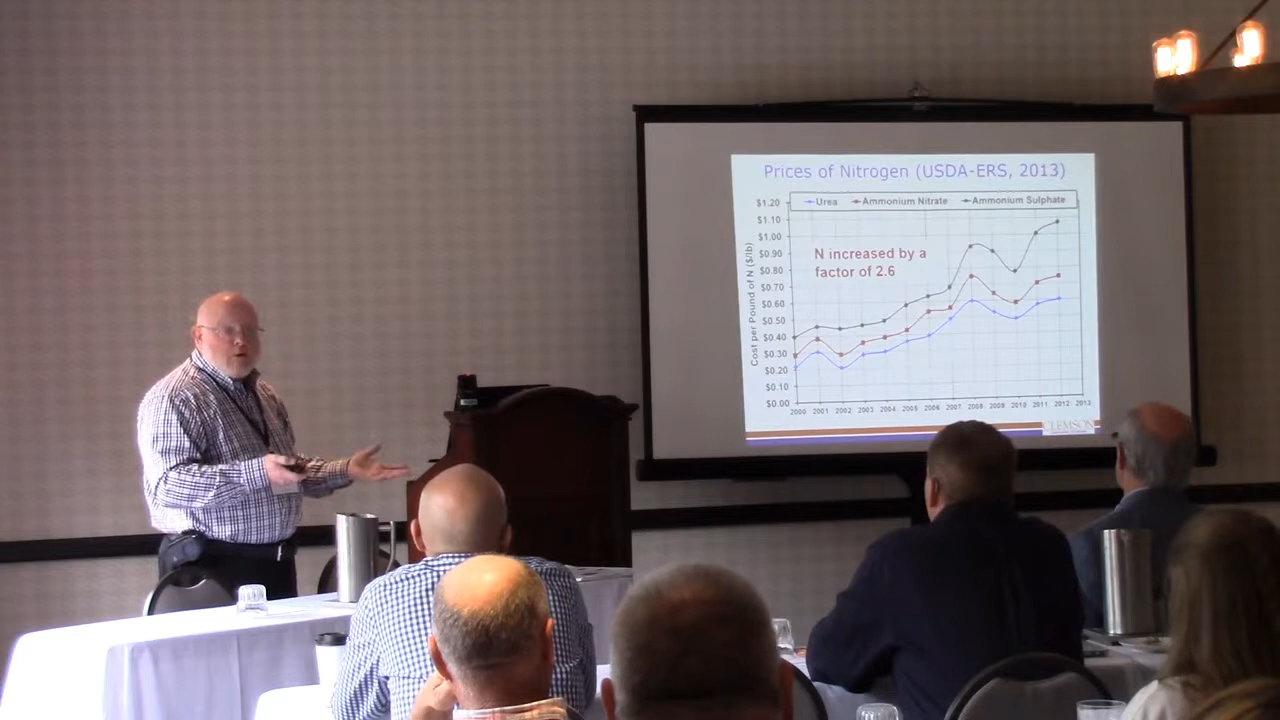 Prices of Nitrogen (USDA-ERS, 2013)
Urea Ammonium Nitrate Ammonium Sulphate
Cost per Pound of N ($/lb)
$1.20
$1.10
$1.00
$0.90
$0.80
$0.70
$0.60
$0.50
$0.40
$0.30
$0.20
$0.10
$0.00
N increased by a
factor of 2.6
2000 2001 2002 2003 2004 2005 2006 2007 2008 2009 2010 2011 2012 2013
CLEMSON